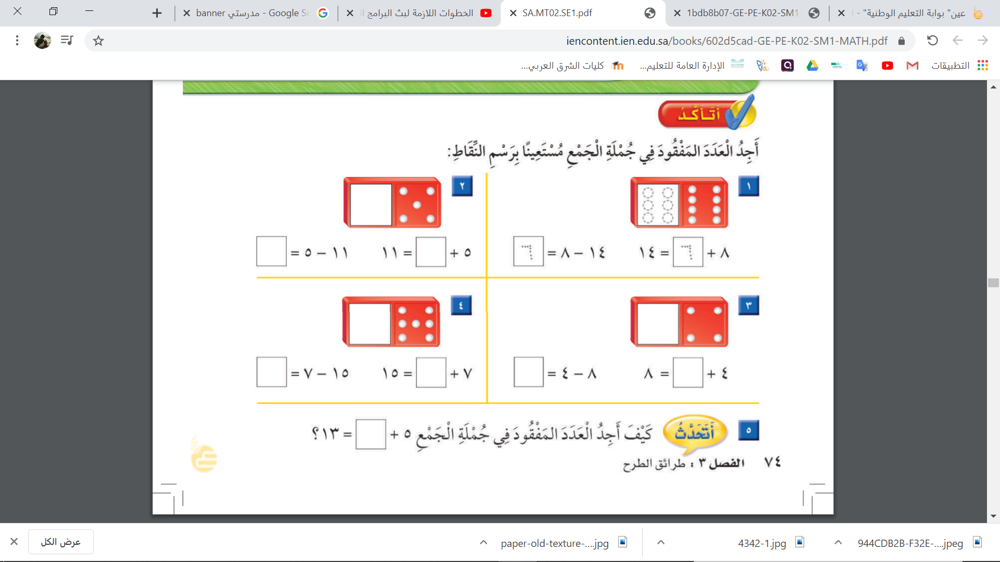 عين" بوابة التعليم الوطنية" -
1bdb8b07-GE-PE-K02-SM1
SA.MT02.SE1.pdf
الخطوات اللازمة لبث البرامج ال
banner مدرستي - Google Se
iencontent.ien.edu.sa/books/602d5cad-GE-PE-K02-SM1-MATH.pdf
التطبيقات
الإدارة العامة للتعليم...
كليات الشرق العربي...
أَتَأَكَّدُ
أَجِدُ الْعَدَدَ المَفْقُودَ فِي جُمْلَةِ الْجَمْعِ مُسْتَعِينًا بِرَسْمِ النِّقَاطِ:
١
٢
٨ + ٦ = ١٤
١٤ – ٨ = ٦
٥ + = ١١
١١ – ٥ =
٣
٤
٤ + = ٨
٨ – ٤ =
٧ + = ١٥
١٥ – ٧ =
٥ أَتَحَدَّثُ كَيْفَ أَجِدُ الْعَدَدَ المَفْقُودَ فِي جُمْلَةِ الْجَمْعِ ٥ + = ١٣؟
٧٤ الفصل ٣ : طرائق الطرح
944CDB2B-F32E-....jpeg
4342-1.jpg
paper-old-texture-....jpg
عرض الكل